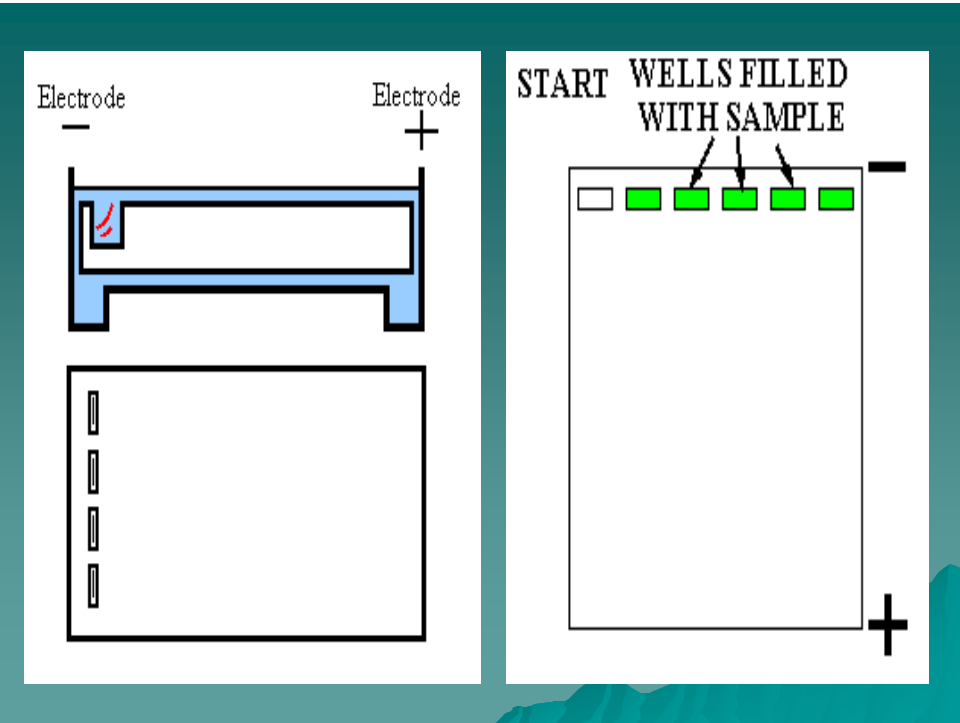 Electrode
−
Electrode
+
START
WELLS FILLED
WITH SAMPLE
−
+